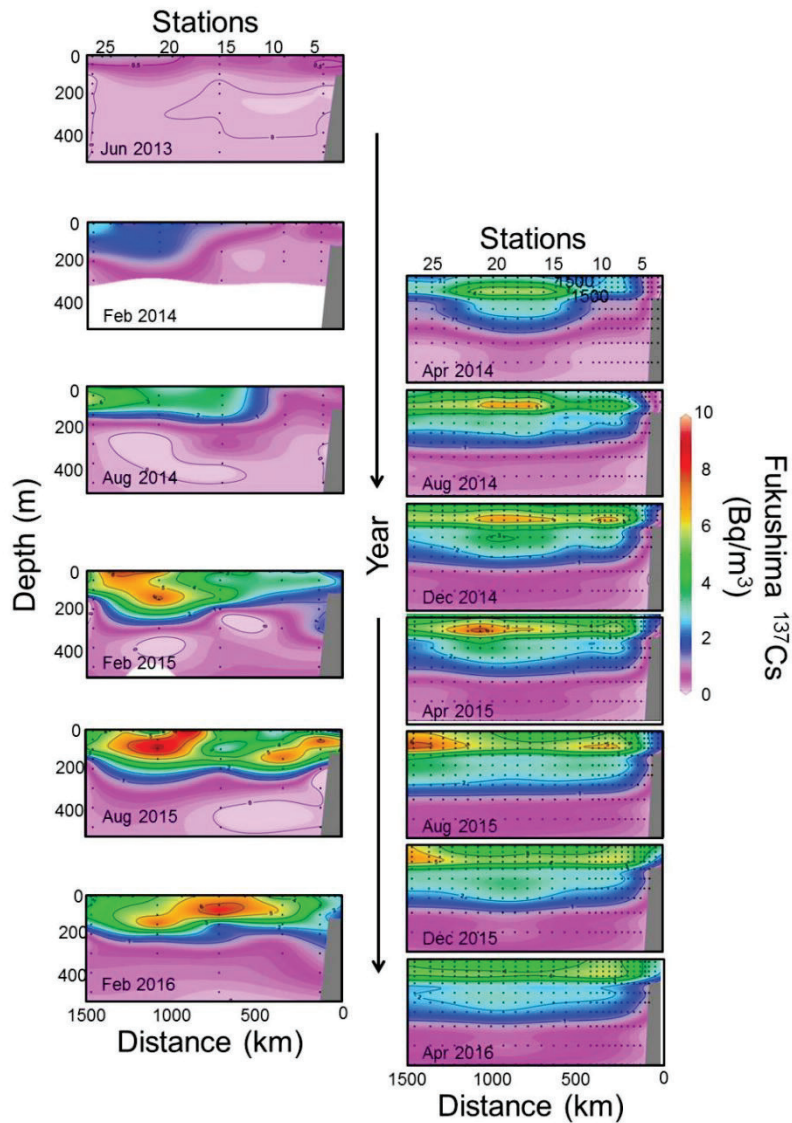 Stations
25 20 15 10 5
0
200
400
Jun 2013
0
200
400
Feb 2014
0
200
400
Aug 2014
0
200
400
Feb 2015
0
200
400
Aug 2015
0
200
400
Feb 2016
1500 1000 500 0
Distance (km)
Depth (m)
Year
Stations
25 20 15 10 5
1500
1500
Apr 2014
Aug 2014
Dec 2014
Apr 2015
Aug 2015
Dec 2015
Apr 2016
1500 1000 500 0
Distance (km)
10
8
6
4
2
0
Fukushima ¹³⁷Cs
(Bq/m³)